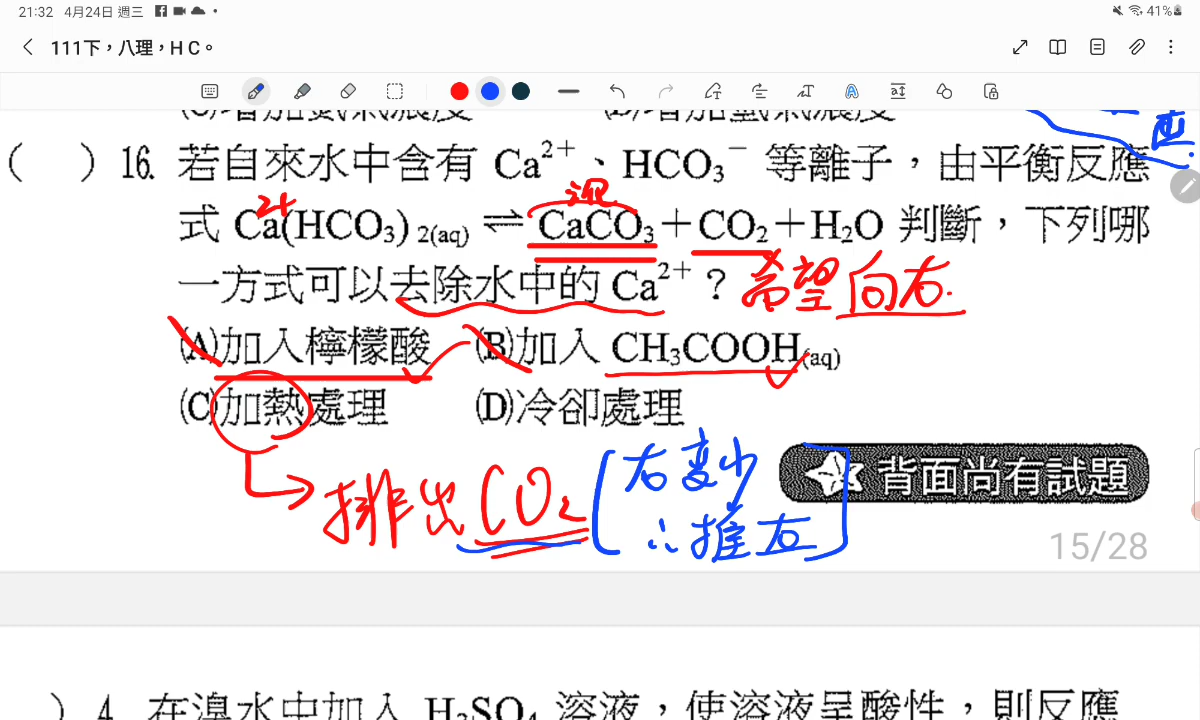 21:32 4月24日 週三 41%
111下，八理，H C。
( ) 16. 若自來水中含有 Ca²⁺、HCO₃⁻ 等離子，由平衡反應
2+ 沉
式 Ca(HCO₃)₂(aq) ⇌ CaCO₃＋CO₂＋H₂O 判斷，下列哪
一方式可以去除水中的 Ca²⁺？ 希望向右.
(A)加入檸檬酸 (B)加入 CH₃COOH(aq)
(C)加熱處理 (D)冷卻處理
排出 CO₂ 右變少 ∴推右
背面尚有試題
15/28
) 4. 在溴水中加入 H₂SO₄ 溶液，使溶液呈酸性，則反應